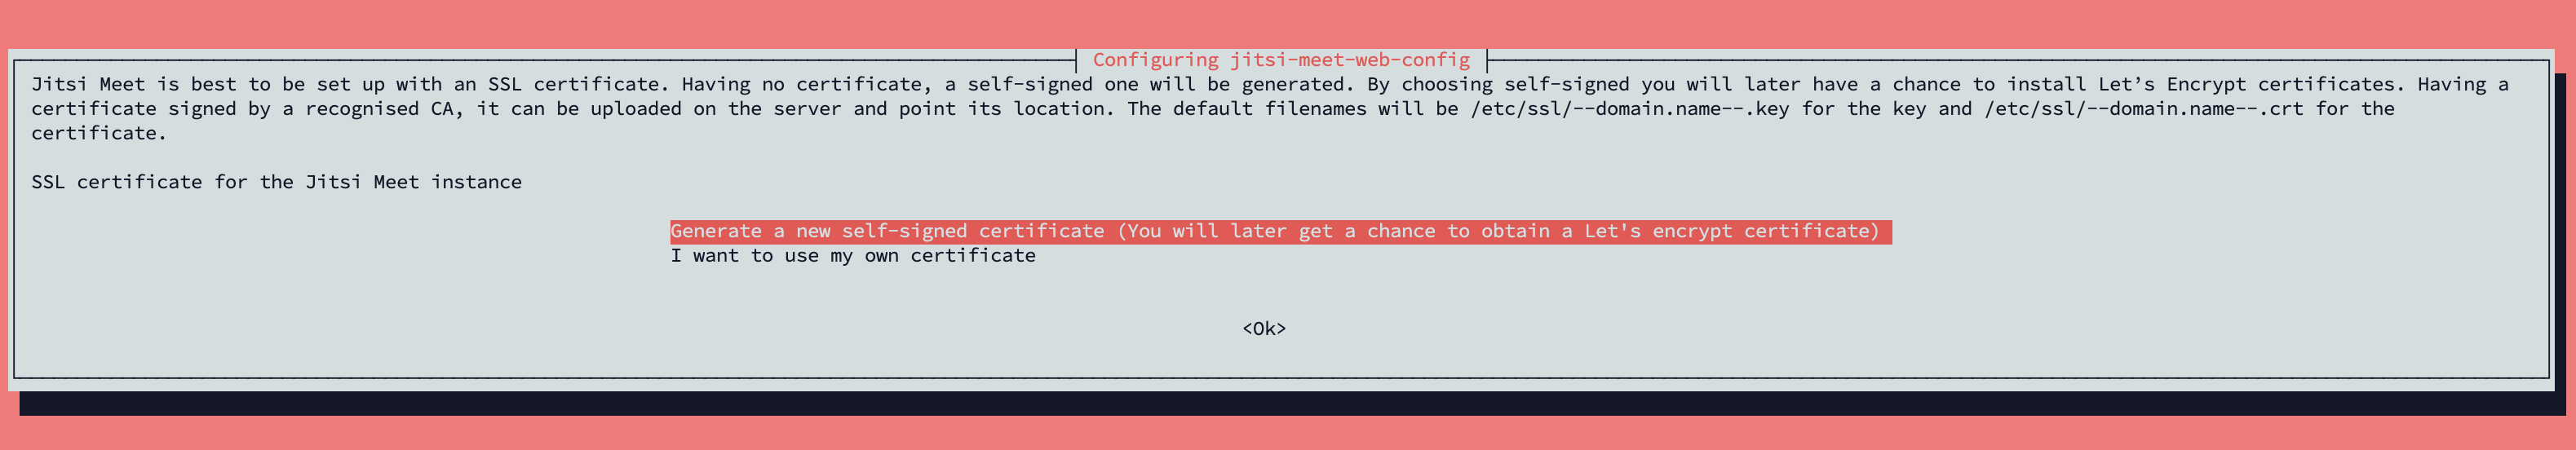 Configuring jitsi-meet-web-config
Jitsi Meet is best to be set up with an SSL certificate. Having no certificate, a self-signed one will be generated. By choosing self-signed you will later have a chance to install Let’s Encrypt certificates. Having a
certificate signed by a recognised CA, it can be uploaded on the server and point its location. The default filenames will be /etc/ssl/--domain.name--.key for the key and /etc/ssl/--domain.name--.crt for the
certificate.
SSL certificate for the Jitsi Meet instance
Generate a new self-signed certificate (You will later get a chance to obtain a Let's encrypt certificate)
I want to use my own certificate
<Ok>